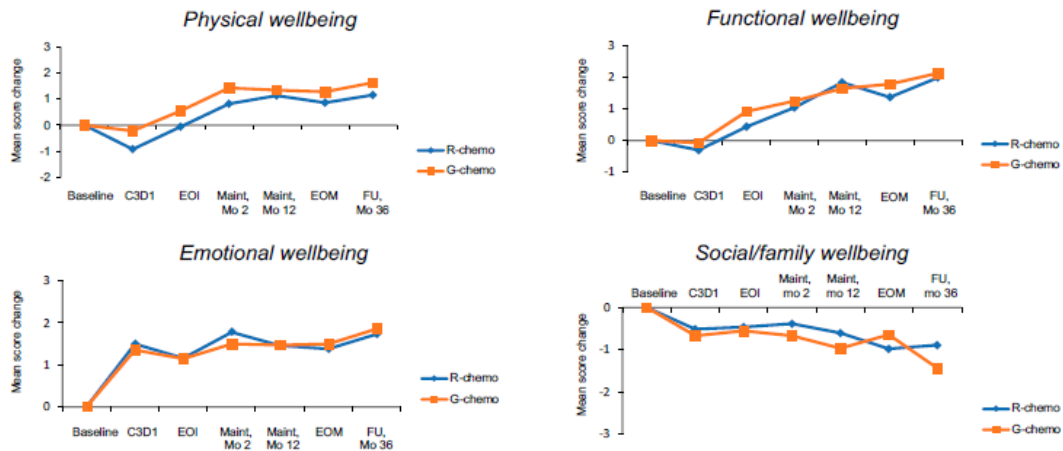 Physical wellbeing
Mean score change
3
2
1
0
-1
-2
Baseline
C3D1
EOI
Maint,
Mo 2
Maint,
Mo 12
EOM
FU,
Mo 36
R-chemo
G-chemo
Functional wellbeing
Mean score change
3
2
1
0
-1
Baseline
C3D1
EOI
Maint,
Mo 2
Maint,
Mo 12
EOM
FU,
Mo 36
R-chemo
G-chemo
Emotional wellbeing
Mean score change
3
2
1
0
Baseline
C3D1
EOI
Maint,
Mo 2
Maint,
Mo 12
EOM
FU,
Mo 36
R-chemo
G-chemo
Social/family wellbeing
Mean score change
Baseline
C3D1
EOI
Maint,
mo 2
Maint,
mo 12
EOM
FU,
mo 36
0
-1
-2
-3
R-chemo
G-chemo